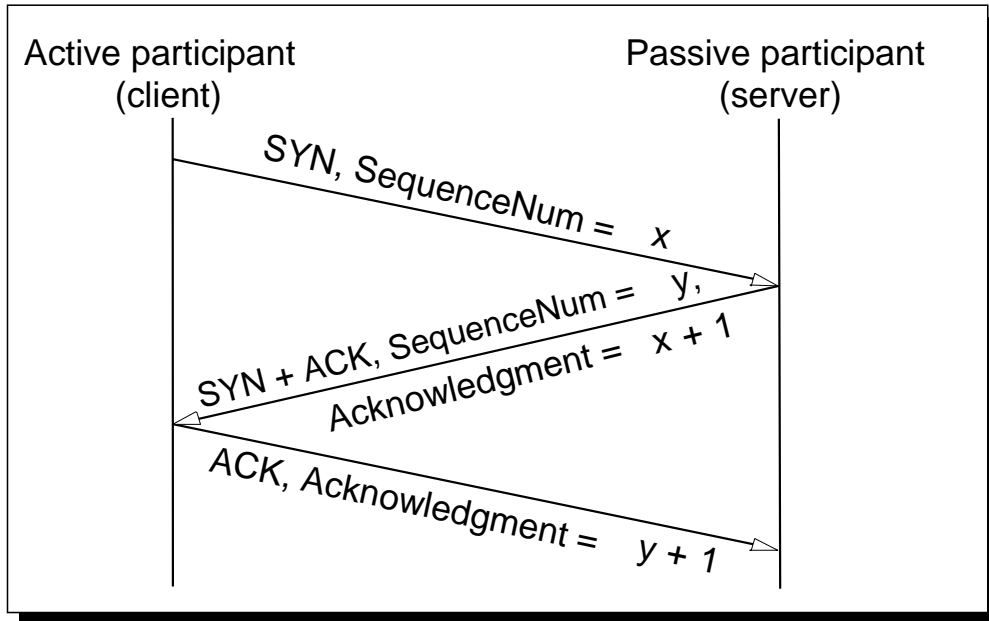 Active participant
(client)
Passive participant
(server)
SYN, SequenceNum = x
SYN + ACK, SequenceNum = y,
Acknowledgment = x + 1
ACK, Acknowledgment = y + 1